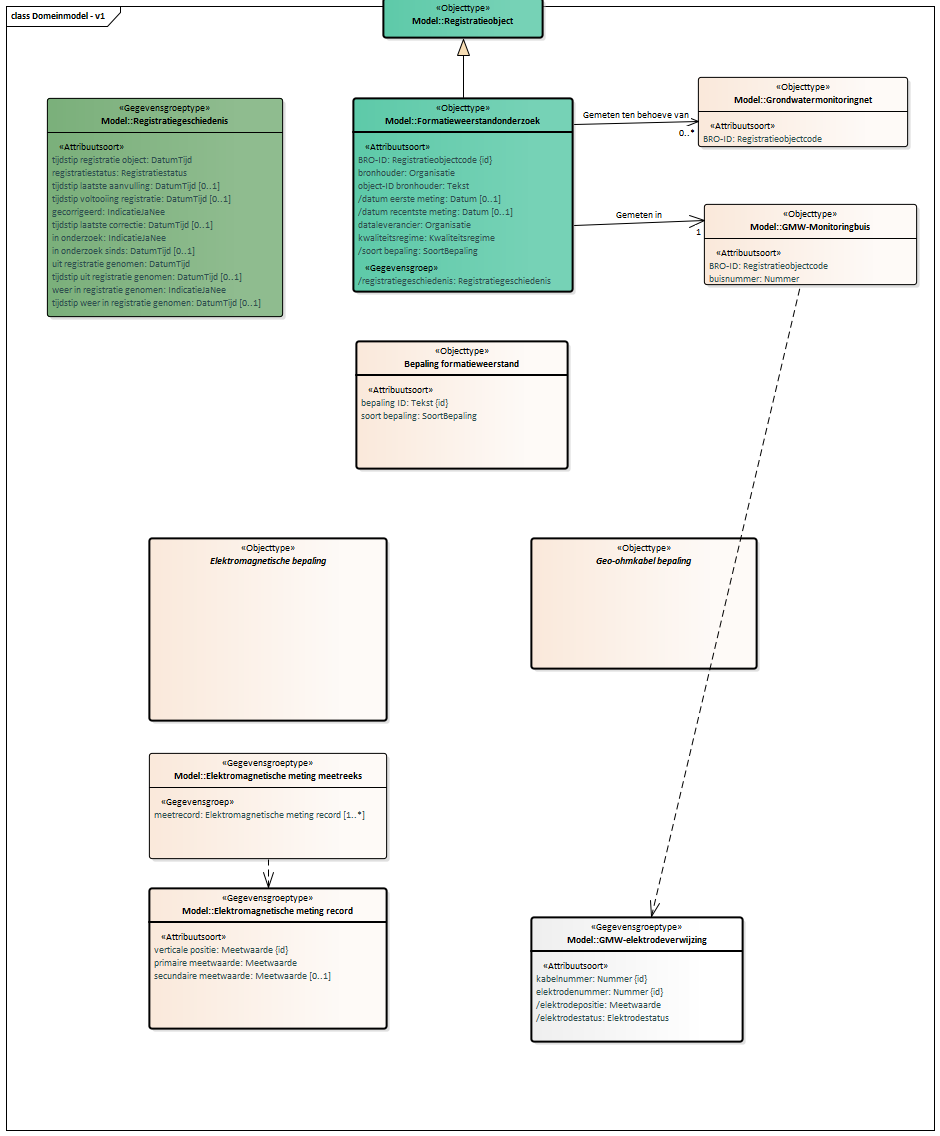 class Domeinmodel - v1
«Objecttype»
Model::Registratieobject
«Gegevensgroeptype»
Model::Registratiegeschiedenis
«Attribuutsoort»
tijdstip registratie object: DatumTijd
registratiestatus: Registratiestatus
tijdstip laatste aanvulling: DatumTijd [0..1]
tijdstip voltooiing registratie: DatumTijd [0..1]
gecorrigeerd: IndicatieJaNee
tijdstip laatste correctie: DatumTijd [0..1]
in onderzoek: IndicatieJaNee
in onderzoek sinds: DatumTijd [0..1]
uit registratie genomen: DatumTijd
tijdstip uit registratie genomen: DatumTijd [0..1]
weer in registratie genomen: IndicatieJaNee
tijdstip weer in registratie genomen: DatumTijd [0..1]
«Objecttype»
Model::Formatieweerstandonderzoek
«Attribuutsoort»
BRO-ID: Registratieobjectcode {id}
bronhouder: Organisatie
object-ID bronhouder: Tekst
/datum eerste meting: Datum [0..1]
/datum recentste meting: Datum [0..1]
dataleverancier: Organisatie
kwaliteitsregime: Kwaliteitsregime
/soort bepaling: SoortBepaling
«Gegevensgroep»
/registratiegeschiedenis: Registratiegeschiedenis
Gemeten ten behoeve van
0..*
«Objecttype»
Model::Grondwatermonitoringnet
«Attribuutsoort»
BRO-ID: Registratieobjectcode
Gemeten in
1
«Objecttype»
Model::GMW-Monitoringbuis
«Attribuutsoort»
BRO-ID: Registratieobjectcode
buisnummer: Nummer
«Objecttype»
Bepaling formatieweerstand
«Attribuutsoort»
bepaling ID: Tekst {id}
soort bepaling: SoortBepaling
«Objecttype»
Elektromagnetische bepaling
«Objecttype»
Geo-ohmkabel bepaling
«Gegevensgroeptype»
Model::Elektromagnetische meting meetreeks
«Gegevensgroep»
meetrecord: Elektromagnetische meting record [1..*]
«Gegevensgroeptype»
Model::Elektromagnetische meting record
«Attribuutsoort»
verticale positie: Meetwaarde {id}
primaire meetwaarde: Meetwaarde
secundaire meetwaarde: Meetwaarde [0..1]
«Gegevensgroeptype»
Model::GMW-elektrodeverwijzing
«Attribuutsoort»
kabelnummer: Nummer {id}
elektrodenummer: Nummer {id}
/elektrodepositie: Meetwaarde
/elektrodestatus: Elektrodestatus